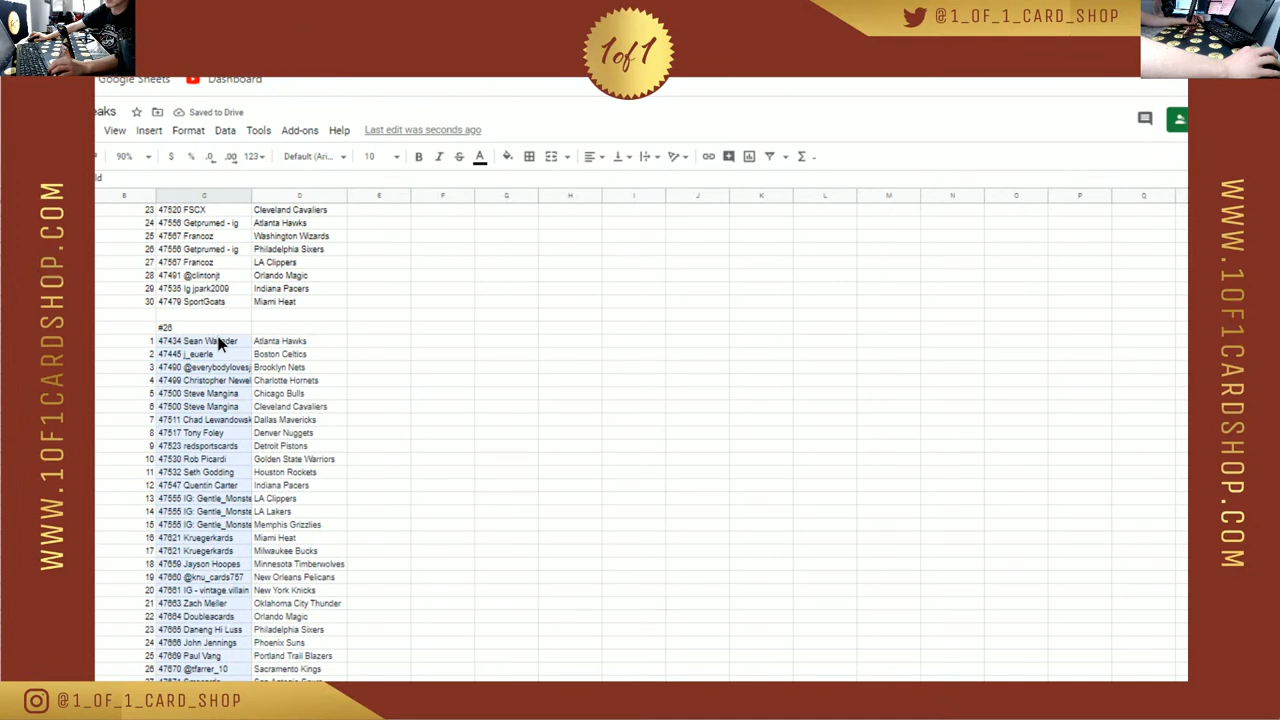 @1_OF_1_CARD_SHOP
1of1
Google Sheets
Dashboard
eaks
Saved to Drive
View Insert Format Data Tools Add-ons Help Last edit was seconds ago
90% $ % .0 .00 123 Default (Ari... 10 B I S A
ld
B C D E F G H I J K L M N O P Q
23 47520 FSCX Cleveland Cavaliers
24 47556 Getprumed - ig Atlanta Hawks
25 47567 Francoz Washington Wizards
26 47556 Getprumed - ig Philadelphia Sixers
27 47567 Francoz LA Clippers
28 47491 @clintonjt Orlando Magic
29 47535 Ig jpark2009 Indiana Pacers
30 47479 SportGoats Miami Heat
#26
1 47434 Sean Atlanta Hawks
2 47445 j_euerle Boston Celtics
3 47490 @everybodylovesj Brooklyn Nets
4 47499 Christopher Newel Charlotte Hornets
5 47500 Steve Mangina Chicago Bulls
6 47500 Steve Mangina Cleveland Cavaliers
7 47511 Chad Lewandowsk Dallas Mavericks
8 47517 Tony Foley Denver Nuggets
9 47523 redsportscards Detroit Pistons
10 47530 Rob Picardi Golden State Warriors
11 47532 Seth Godding Houston Rockets
12 47547 Quentin Carter Indiana Pacers
13 47555 IG: Gentle_Monste LA Clippers
14 47555 IG: Gentle_Monste LA Lakers
15 47555 IG: Gentle_Monste Memphis Grizzlies
16 47621 Kruegerkards Miami Heat
17 47621 Kruegerkards Milwaukee Bucks
18 47659 Jayson Hoopes Minnesota Timberwolves
19 47660 @knu_cards757 New Orleans Pelicans
20 47661 IG - vintage.villain New York Knicks
21 47663 Zach Meller Oklahoma City Thunder
22 47664 Doubleacards Orlando Magic
23 47665 Daneng Hi Luss Philadelphia Sixers
24 47666 John Jennings Phoenix Suns
25 47669 Paul Vang Portland Trail Blazers
26 47670 @tfarrer_10 Sacramento Kings
WWW.1OF1CARDSHOP.COM
WWW.1OF1CARDSHOP.COM
@1_OF_1_CARD_SHOP